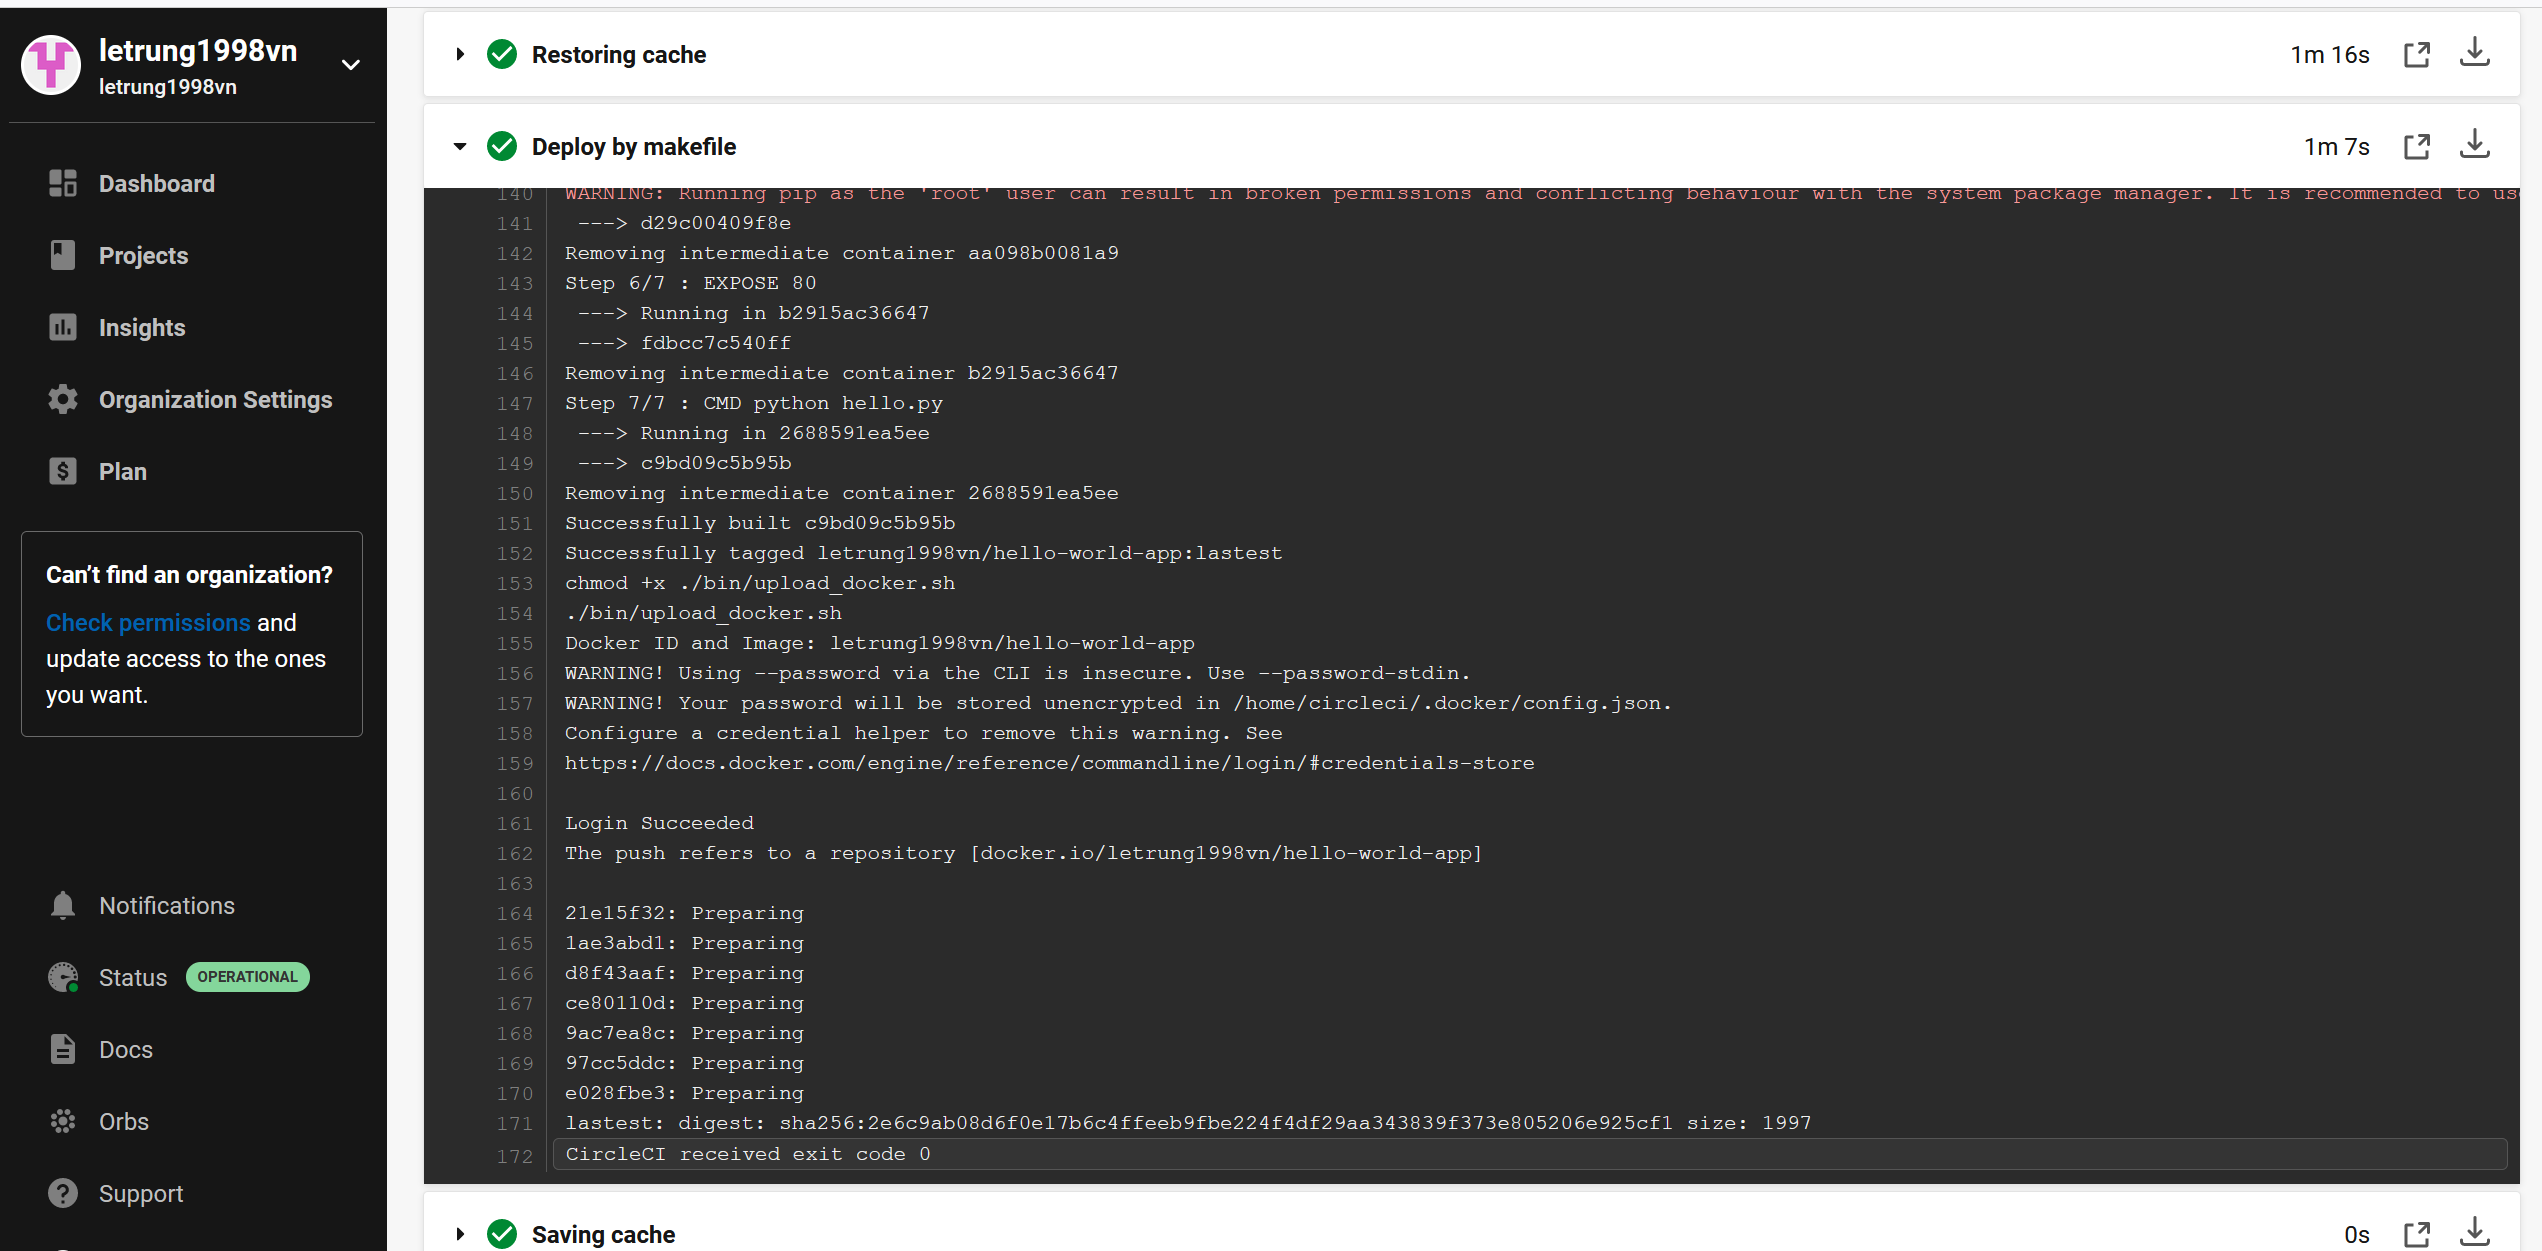 letrung1998vn
letrung1998vn
Dashboard
Projects
Insights
Organization Settings
Plan
Can't find an organization?
Check permissions and
update access to the ones
you want.
Notifications
Status OPERATIONAL
Docs
Orbs
Support
Restoring cache 1m 16s
Deploy by makefile 1m 7s
140 WARNING: Running pip as the 'root' user can result in broken permissions and conflicting behaviour with the system package manager. It is recommended to us
141 ---> d29c00409f8e
142 Removing intermediate container aa098b0081a9
143 Step 6/7 : EXPOSE 80
144 ---> Running in b2915ac36647
145 ---> fdbcc7c540ff
146 Removing intermediate container b2915ac36647
147 Step 7/7 : CMD python hello.py
148 ---> Running in 2688591ea5ee
149 ---> c9bd09c5b95b
150 Removing intermediate container 2688591ea5ee
151 Successfully built c9bd09c5b95b
152 Successfully tagged letrung1998vn/hello-world-app:lastest
153 chmod +x ./bin/upload_docker.sh
154 ./bin/upload_docker.sh
155 Docker ID and Image: letrung1998vn/hello-world-app
156 WARNING! Using --password via the CLI is insecure. Use --password-stdin.
157 WARNING! Your password will be stored unencrypted in /home/circleci/.docker/config.json.
158 Configure a credential helper to remove this warning. See
159 https://docs.docker.com/engine/reference/commandline/login/#credentials-store
160
161 Login Succeeded
162 The push refers to a repository [docker.io/letrung1998vn/hello-world-app]
163
164 21e15f32: Preparing
165 1ae3abd1: Preparing
166 d8f43aaf: Preparing
167 ce80110d: Preparing
168 9ac7ea8c: Preparing
169 97cc5ddc: Preparing
170 e028fbe3: Preparing
171 lastest: digest: sha256:2e6c9ab08d6f0e17b6c4ffeeb9fbe224f4df29aa343839f373e805206e925cf1 size: 1997
172 CircleCI received exit code 0
Saving cache 0s